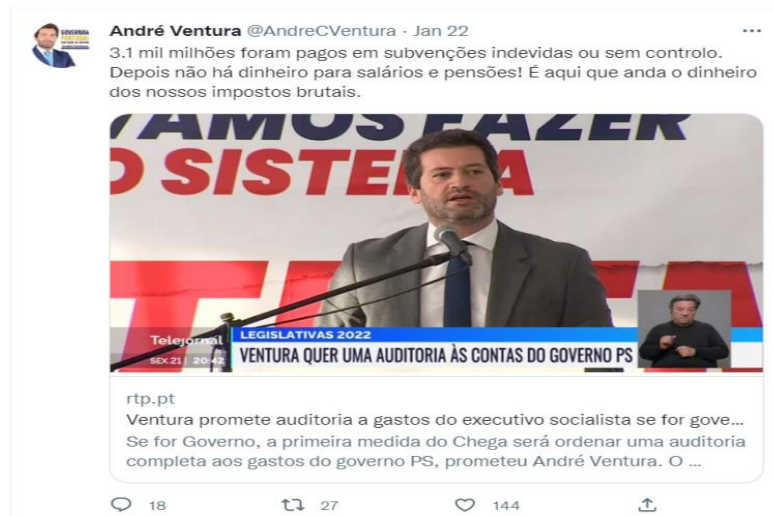 André Ventura @AndreCVentura · Jan 22
3.1 mil milhões foram pagos em subvenções indevidas ou sem controlo.
Depois não há dinheiro para salários e pensões! É aqui que anda o dinheiro
dos nossos impostos brutais.
VAMOS FAZER
O SISTEMA
Telejornal
LEGISLATIVAS 2022
SEX.21 | 20:42
VENTURA QUER UMA AUDITORIA ÀS CONTAS DO GOVERNO PS
rtp.pt
Ventura promete auditoria a gastos do executivo socialista se for gove...
Se for Governo, a primeira medida do Chega será ordenar uma auditoria
completa aos gastos do governo PS, prometeu André Ventura. O ...
18 27 144